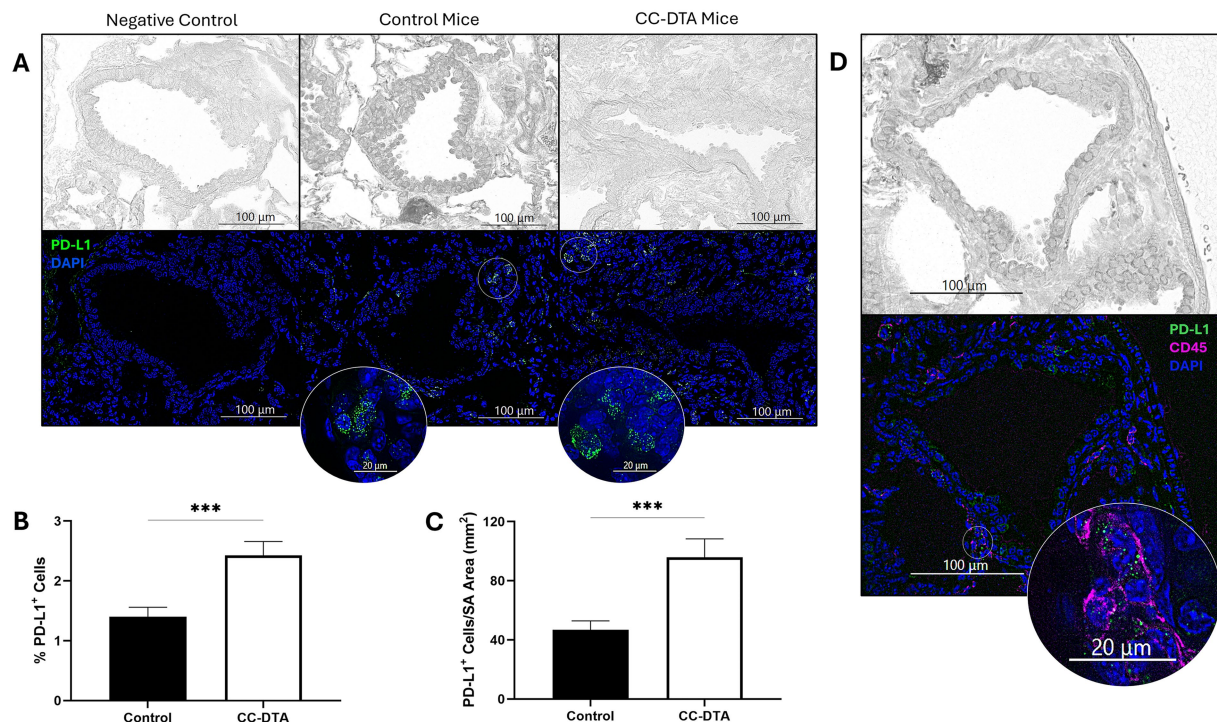 Negative Control
Control Mice
CC-DTA Mice
A
100 µm
100 µm
100 µm
PD-L1
DAPI
100 µm
100 µm
100 µm
20 µm
20 µm
B
% PD-L1⁺ Cells
3
2
1
0
***
Control
CC-DTA
C
PD-L1⁺ Cells/SA Area (mm²)
120
80
40
0
***
Control
CC-DTA
D
100 µm
PD-L1
CD45
DAPI
100 µm
20 µm